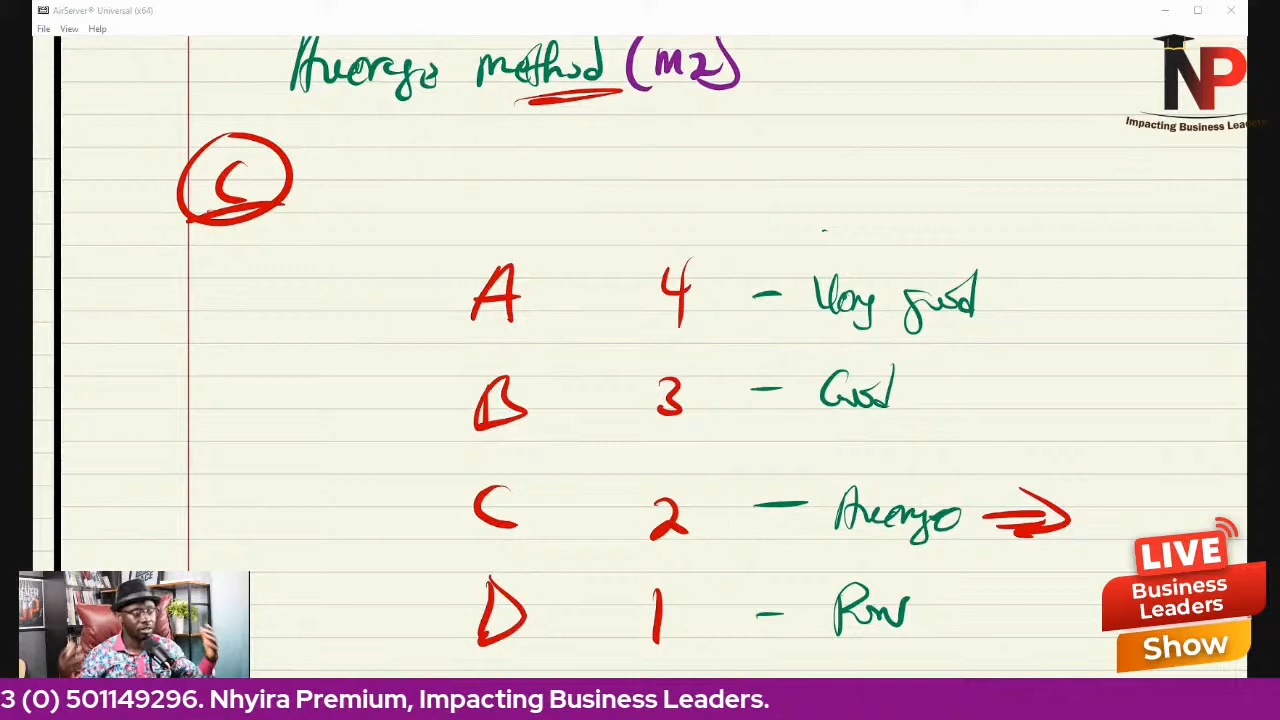 AirServer® Universal (x64)
File View Help
Average method (M2)
NP
Impacting Business Leaders
C
A 4 - Very good
B 3 - Good
C 2 - Average
D 1 - Poor
LIVE
Business
Leaders
Show
3 (0) 501149296. Nhyira Premium, Impacting Business Leaders.